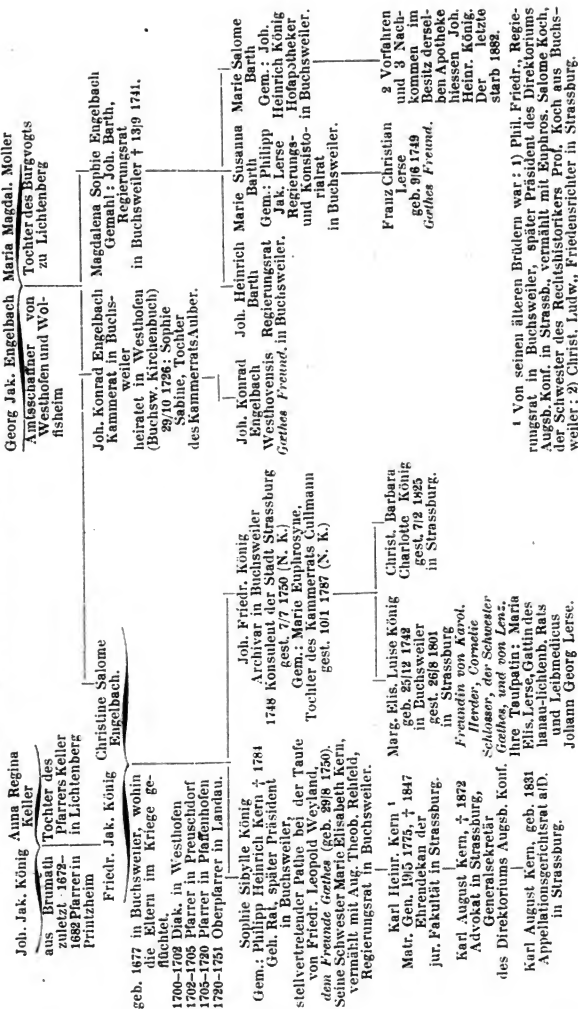 Joh. Jak. König
aus Brumath
zuletzt 1672–
1682 Pfarrer in
Printzheim
Anna Regina
Keller
Tochter des
Pfarrers Keller
in Lichtenberg
Georg Jak. Engelbach
Amtsschaffner von
Westhofen und Wol-
fisheim
Maria Magdal. Moller
Tochter des Burgvogts
zu Lichtenberg
Friedr. Jak. König
geb. 1677 in Buchsweiler, wohin
die Eltern im Kriege ge-
flüchtet.
1700–1702 Diak. in Westhofen
1702–1705 Pfarrer in Preuschdorf
1705–1720 Pfarrer in Pfaffenhofen
1720–1751 Oberpfarrer in Landau.
Christine Salome
Engelbach.
Joh. Konrad Engelbach
Kammerat in Buchs-
weiler
heiratet in Westhofen
(Buchsw. Kirchenbuch)
29/10 1726: Sophie
Sabine, Tochter
des Kammerrats Aulber.
Magdalena Sophie Engelbach
Gemahl: Joh. Barth,
Regierungsrat
in Buchsweiler † 13/9 1741.
Sophie Sibylle König
Gem.: Philipp Heinrich Kern † 1784
Geh. Rat, später Präsident
in Buchsweiler,
stellvertretender Pathe bei der Taufe
von Friedr. Leopold Weyland,
dem Freunde Gœthes (geb. 29/8 1750).
Seine Schwester Marie Elisabeth Kern,
vermählt mit Aug. Theob. Rehfeld,
Regierungsrat in Buchsweiler.
Joh. Friedr. König
Archivar in Buchsweiler
1748 Konsulent der Stadt Strassburg
gest. 7/7 1750 (N. K.)
Gem.: Marie Euphrosyne,
Tochter des Kammerrats Cullmann
gest. 10/1 1787 (N. K.)
Joh. Konrad
Engelbach
Westhovensis
Gœthes Freund.
Joh. Heinrich
Barth
Regierungsrat
in Buchsweiler.
Marie Susanna
Barth
Gem.: Philipp
Jak. Lerse
Regierungs-
und Konsisto-
rialrat
in Buchsweiler.
Marie Salome
Barth
Gem.: Joh.
Heinrich König
Hofapotheker
in Buchsweiler.
Karl Heinr. Kern ¹
Matr. Gen. 19/5 1775, † 1847
Ehrendekan der
jur. Fakultät in Strassburg.
Karl August Kern, † 1872
Advokat in Strassburg,
Generalsekretär
des Direktoriums Augsb. Konf.
Karl August Kern, geb. 1831
Appellationsgerichtsrat a/D.
in Strassburg.
Marg. Elis. Luise König
geb. 25/12 1742
in Buchsweiler
gest. 26/8 1801
in Strassburg
Freundin von Karol.
Herder, Cornelie
Schlosser, der Schwester
Gœthes, und von Lenz.
Ihre Taufpatin: Maria
Elis. Lerse, Gattin des
hanau-lichtenb. Rats
und Leibmedicus
Johann Georg Lerse.
Christ. Barbara
Charlotte König
gest. 7/2 1825
in Strassburg.
Franz Christian
Lerse
geb. 9/6 1749
Gœthes Freund.
2 Vorfahren
und 3 Nach-
kommen im
Besitz dersel-
ben Apotheke
hiessen Joh.
Heinr. König.
Der letzte
starb 1882.
¹ Von seinen älteren Brüdern war: 1) Phil. Friedr., Regie-
rungsrat in Buchsweiler, später Präsident des Direktoriums
Augsb. Konf. in Strassb., vermählt mit Euphros. Salome Koch,
der Schwester des Rechtshistorikers Prof. Koch aus Buchs-
weiler: 2) Christ. Ludw., Friedensrichter in Strassburg.